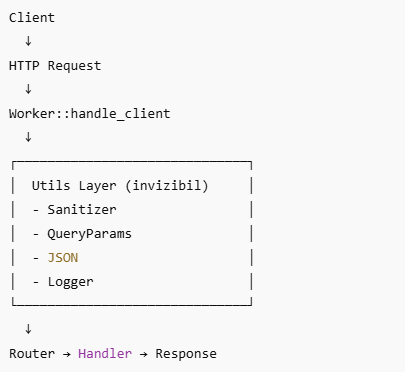 Client
↓
HTTP Request
↓
Worker::handle_client
↓
Utils Layer (invizibil)
- Sanitizer
- QueryParams
- JSON
- Logger
↓
Router → Handler → Response